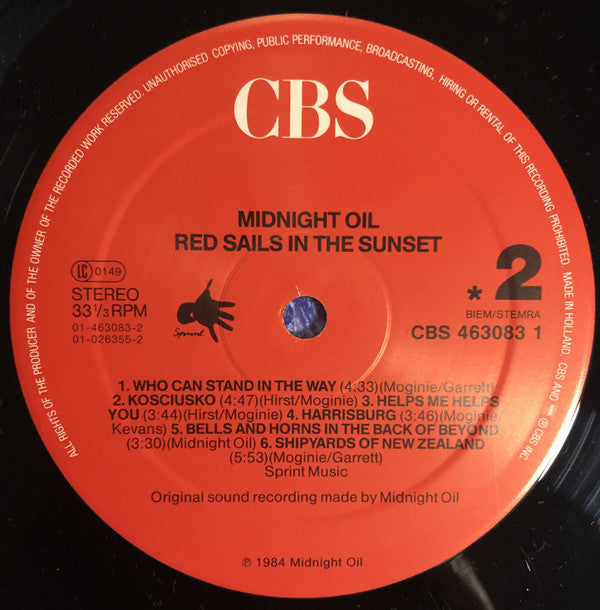 ALL RIGHTS OF THE PRODUCER AND OF THE OWNER OF THE RECORDED WORK RESERVED. UNAUTHORISED COPYING, PUBLIC PERFORMANCE, BROADCASTING, HIRING OR RENTAL OF THIS RECORDING PROHIBITED. MADE IN HOLLAND. CBS AND ℗ © CBS INC.
CBS
MIDNIGHT OIL
RED SAILS IN THE SUNSET
LC 0149
STEREO
33 1/3 RPM
01-463083-2
01-026355-2
Sprint
* 2
BIEM/STEMRA
CBS 463083 1
1. WHO CAN STAND IN THE WAY (4:33)(Moginie/Garrett)
2. KOSCIUSKO (4:47)(Hirst/Moginie) 3. HELPS ME HELPS
YOU (3:44)(Hirst/Moginie) 4. HARRISBURG (3:46)(Moginie/
Kevans) 5. BELLS AND HORNS IN THE BACK OF BEYOND
(3:30)(Midnight Oil) 6. SHIPYARDS OF NEW ZEALAND
(5:53)(Moginie/Garrett)
Sprint Music
Original sound recording made by Midnight Oil
℗ 1984 Midnight Oil